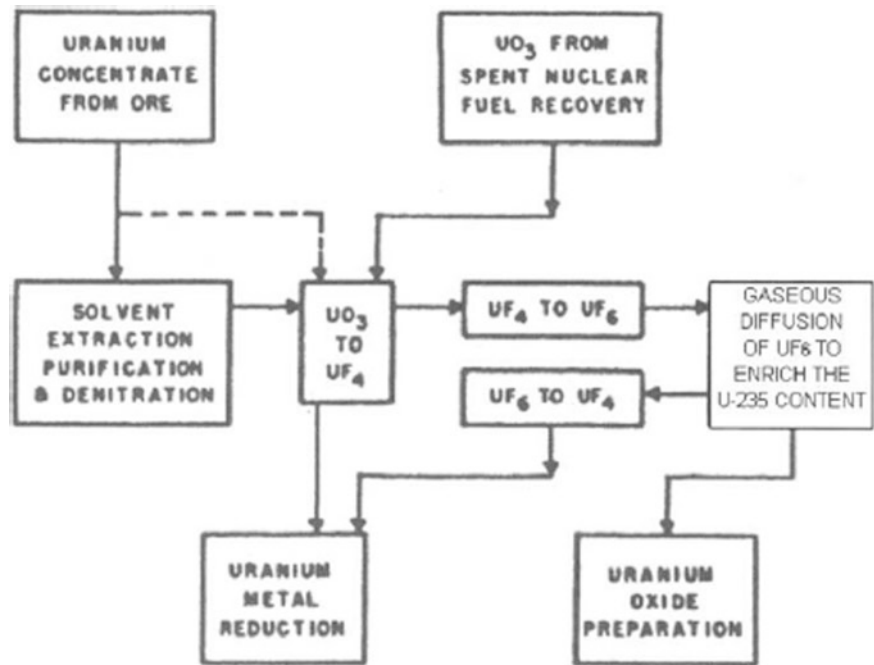 URANIUM
CONCENTRATE
FROM ORE
UO₃ FROM
SPENT NUCLEAR
FUEL RECOVERY
SOLVENT
EXTRACTION
PURIFICATION
& DENITRATION
UO₃
TO
UF₄
UF₄ TO UF₆
UF₆ TO UF₄
GASEOUS
DIFFUSION
OF UF6 TO
ENRICH THE
U-235 CONTENT
URANIUM
METAL
REDUCTION
URANIUM
OXIDE
PREPARATION